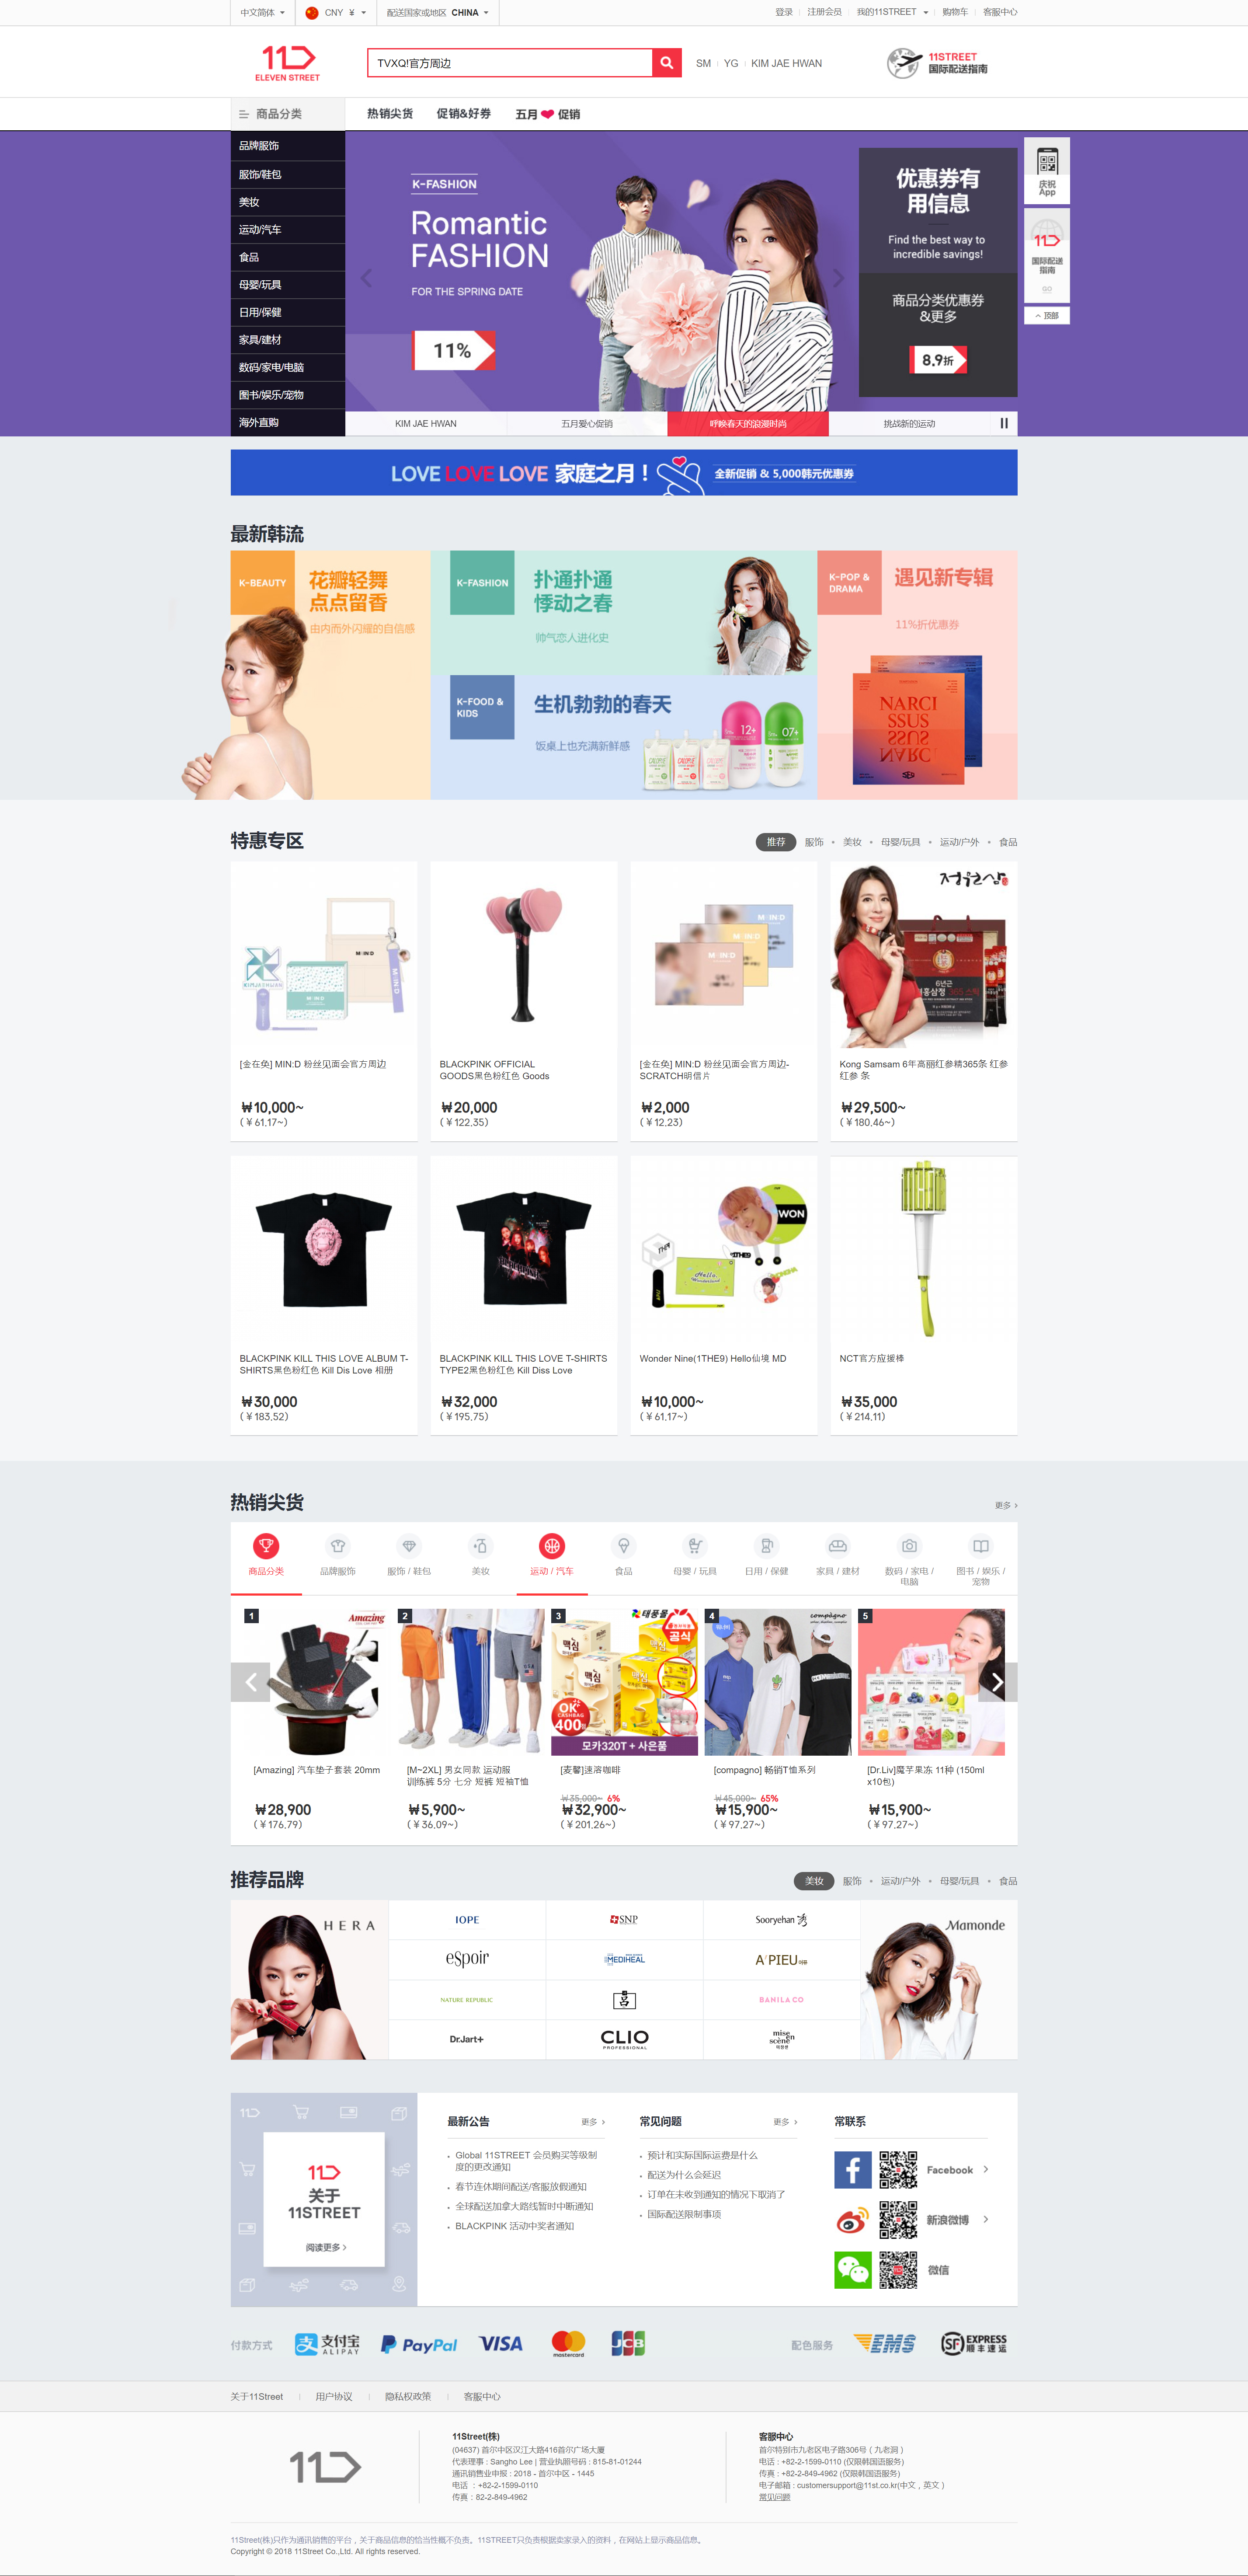 中文简体
CNY ¥
配送国家或地区 CHINA
登录
注册会员
我的11STREET
购物车
客服中心
11
ELEVEN STREET
TVXQ!官方周边
SM
YG
KIM JAE HWAN
11STREET
国际配送指南
商品分类
热销尖货
促销&好券
五月 促销
品牌服饰
服饰/鞋包
美妆
运动/汽车
食品
母婴/玩具
日用/保健
家具/建材
数码/家电/电脑
图书/娱乐/宠物
海外直购
K-FASHION
Romantic
FASHION
FOR THE SPRING DATE
11%
优惠券有
用信息
Find the best way to
incredible savings!
商品分类优惠券
&更多
8.9折
庆祝
App
国际配送
指南
GO
顶部
KIM JAE HWAN
五月爱心促销
呼唤春天的浪漫时尚
挑战新的运动
LOVE LOVE LOVE 家庭之月! 全新促销 & 5,000韩元优惠券
最新韩流
K-BEAUTY
花瓣轻舞
点点留香
由内而外闪耀的自信感
K-FASHION
扑通扑通
悸动之春
帅气恋人进化史
K-FOOD &
KIDS
生机勃勃的春天
饭桌上也充满新鲜感
12+
07+
K-POP &
DRAMA
遇见新专辑
11%折优惠券
NARCI
SSUS
特惠专区
推荐
服饰
美妆
母婴/玩具
运动/户外
食品
[金在奂] MIN:D 粉丝见面会官方周边
₩10,000~
(￥61.17~)
BLACKPINK OFFICIAL
GOODS黑色粉红色 Goods
₩20,000
(￥122.35)
[金在奂] MIN:D 粉丝见面会官方周边-
SCRATCH明信片
₩2,000
(￥12.23)
6年근
홍삼정 365스틱
Kong Samsam 6年高丽红参精365条 红参
红参 条
₩29,500~
(￥180.46~)
BLACKPINK KILL THIS LOVE ALBUM T-
SHIRTS黑色粉红色 Kill Dis Love 相册
₩30,000
(￥183.52)
BLACKPINK KILL THIS LOVE T-SHIRTS
TYPE2黑色粉红色 Kill Diss Love
₩32,000
(￥195.75)
WON
1THE9
Hello,
Wonderland
Wonder Nine(1THE9) Hello仙境 MD
₩10,000~
(￥61.17~)
NCT官方应援棒
₩35,000
(￥214.11)
热销尖货
更多
商品分类
品牌服饰
服饰 / 鞋包
美妆
运动 / 汽车
食品
母婴 / 玩具
日用 / 保健
家具 / 建材
数码 / 家电 /
电脑
图书 / 娱乐 /
宠物
1
Amazing
[Amazing] 汽车垫子套装 20mm
₩28,900
(￥176.79)
2
[M~2XL] 男女同款 运动服
训练裤 5分 七分 短裤 短袖T恤
₩5,900~
(￥36.09~)
3
태풍몰
공식
맥심
OK
CASHBAG
400
모카320T + 사은품
[麦馨]速溶咖啡
₩35,000~ 6%
₩32,900~
(￥201.26~)
4
compagno
[compagno] 畅销T恤系列
₩45,000~ 65%
₩15,900~
(￥97.27~)
5
[Dr.Liv]魔芋果冻 11种 (150ml
x10包)
₩15,900~
(￥97.27~)
推荐品牌
美妆
服饰
运动/户外
母婴/玩具
食品
HERA
IOPE
SNP
Sooryehan 秀
Mamonde
eSpoir
MEDIHEAL
A'PIEU 어퓨
NATURE REPUBLIC
BANILA CO
Dr.Jart+
CLIO
PROFESSIONAL
mise
en
scène
미쟝센
11
关于
11STREET
阅读更多
最新公告
更多
Global 11STREET 会员购买等级制
度的更改通知
春节连休期间配送/客服放假通知
全球配送加拿大路线暂时中断通知
BLACKPINK 活动中奖者通知
常见问题
更多
预计和实际国际运费是什么
配送为什么会延迟
订单在未收到通知的情况下取消了
国际配送限制事项
常联系
Facebook
新浪微博
微信
付款方式
支付宝
ALIPAY
PayPal
VISA
mastercard
JCB
配色服务
EMS
SF EXPRESS
顺丰速运
关于11Street
用户协议
隐私权政策
客服中心
11
11Street(株)
(04637) 首尔中区汉江大路416首尔广场大厦
代表理事 : Sangho Lee | 营业执照号码 : 815-81-01244
通讯销售业申报 : 2018 - 首尔中区 - 1445
电话 : +82-2-1599-0110
传真 : 82-2-849-4962
客服中心
首尔特别市九老区电子路306号 ( 九老洞 )
电话 : +82-2-1599-0110 (仅限韩国语服务)
传真 : +82-2-849-4962 (仅限韩国语服务)
电子邮箱 : customersupport@11st.co.kr(中文 , 英文 )
常见问题
11Street(株)只作为通讯销售的平台 , 关于商品信息的恰当性概不负责。11STREET只负责根据卖家录入的资料 , 在网站上显示商品信息。
Copyright © 2018 11Street Co.,Ltd. All rights reserved.